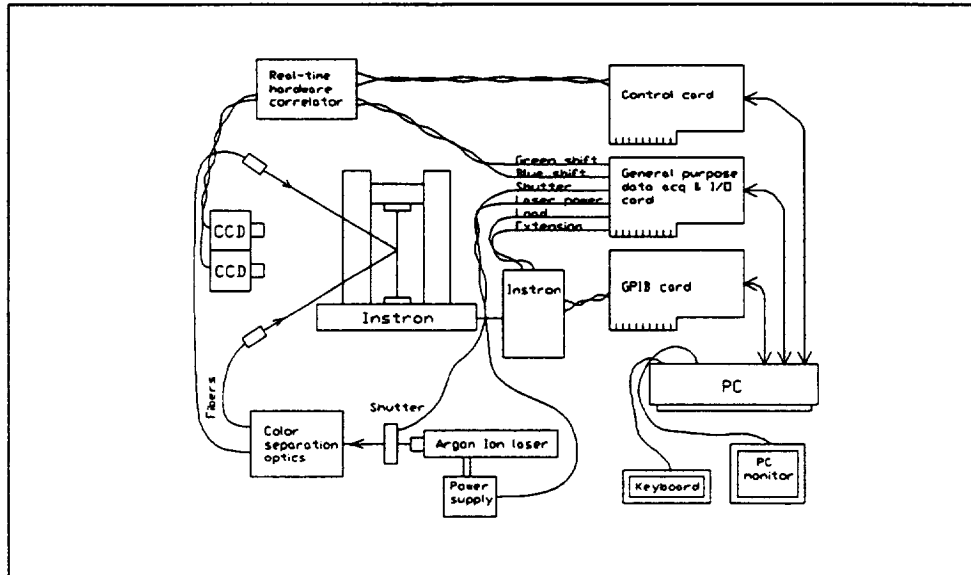 Real-time
hardware
correlator
Control card
Green shift
Blue shift
Shutter
Laser power
Load
Extension
General purpose
data acq & I/O
card
CCD
CCD
Instron
Instron
GPIB card
PC
Fibers
Shutter
Color
separation
optics
Argon Ion laser
Power
supply
Keyboard
PC
monitor